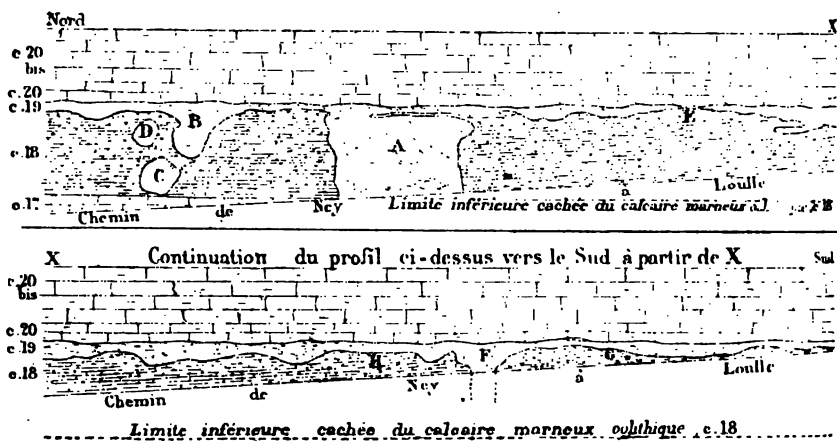 Nord X
c.20
bis
c.20
c.19
B
D
E
A
c.18
C
a Loulle
c.17
Chemin de Ney Limite inférieure cachée du calcaire marneux
X Continuation du profil ci-dessus vers le Sud à partir de X Sud
c.20
bis
c.20
c.19
H F G
c.18
Chemin de Ney à Loulle
Limite inférieure cachée du calcaire marneux oolithique c.18